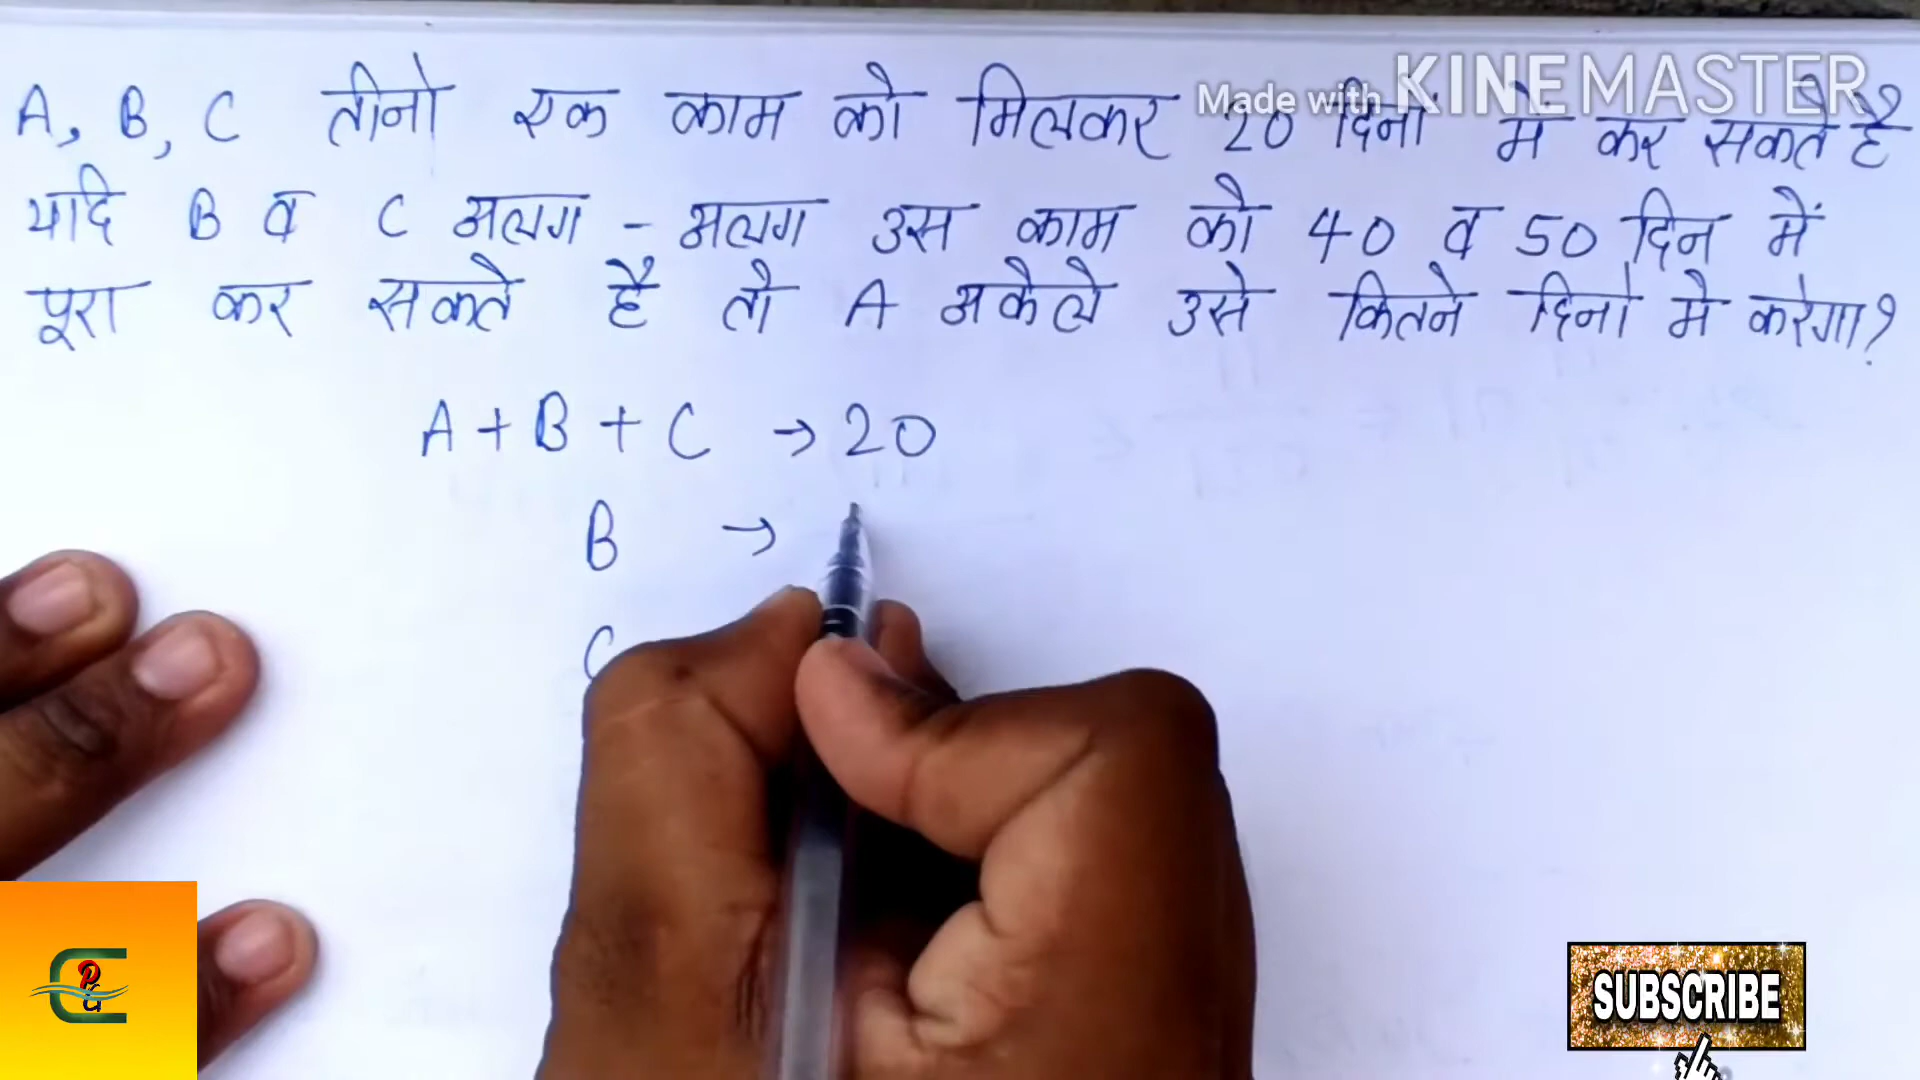 Made with KINEMASTER
A, B, C तीनो एक काम को मिलकर 20 दिनों में कर सकते है
यदि B व C अलग - अलग उस काम को 40 व 50 दिन में
पूरा कर सकते है तो A अकेले उसे कितने दिनो मे करेगा?
A + B + C → 20
B →
C
SUBSCRIBE